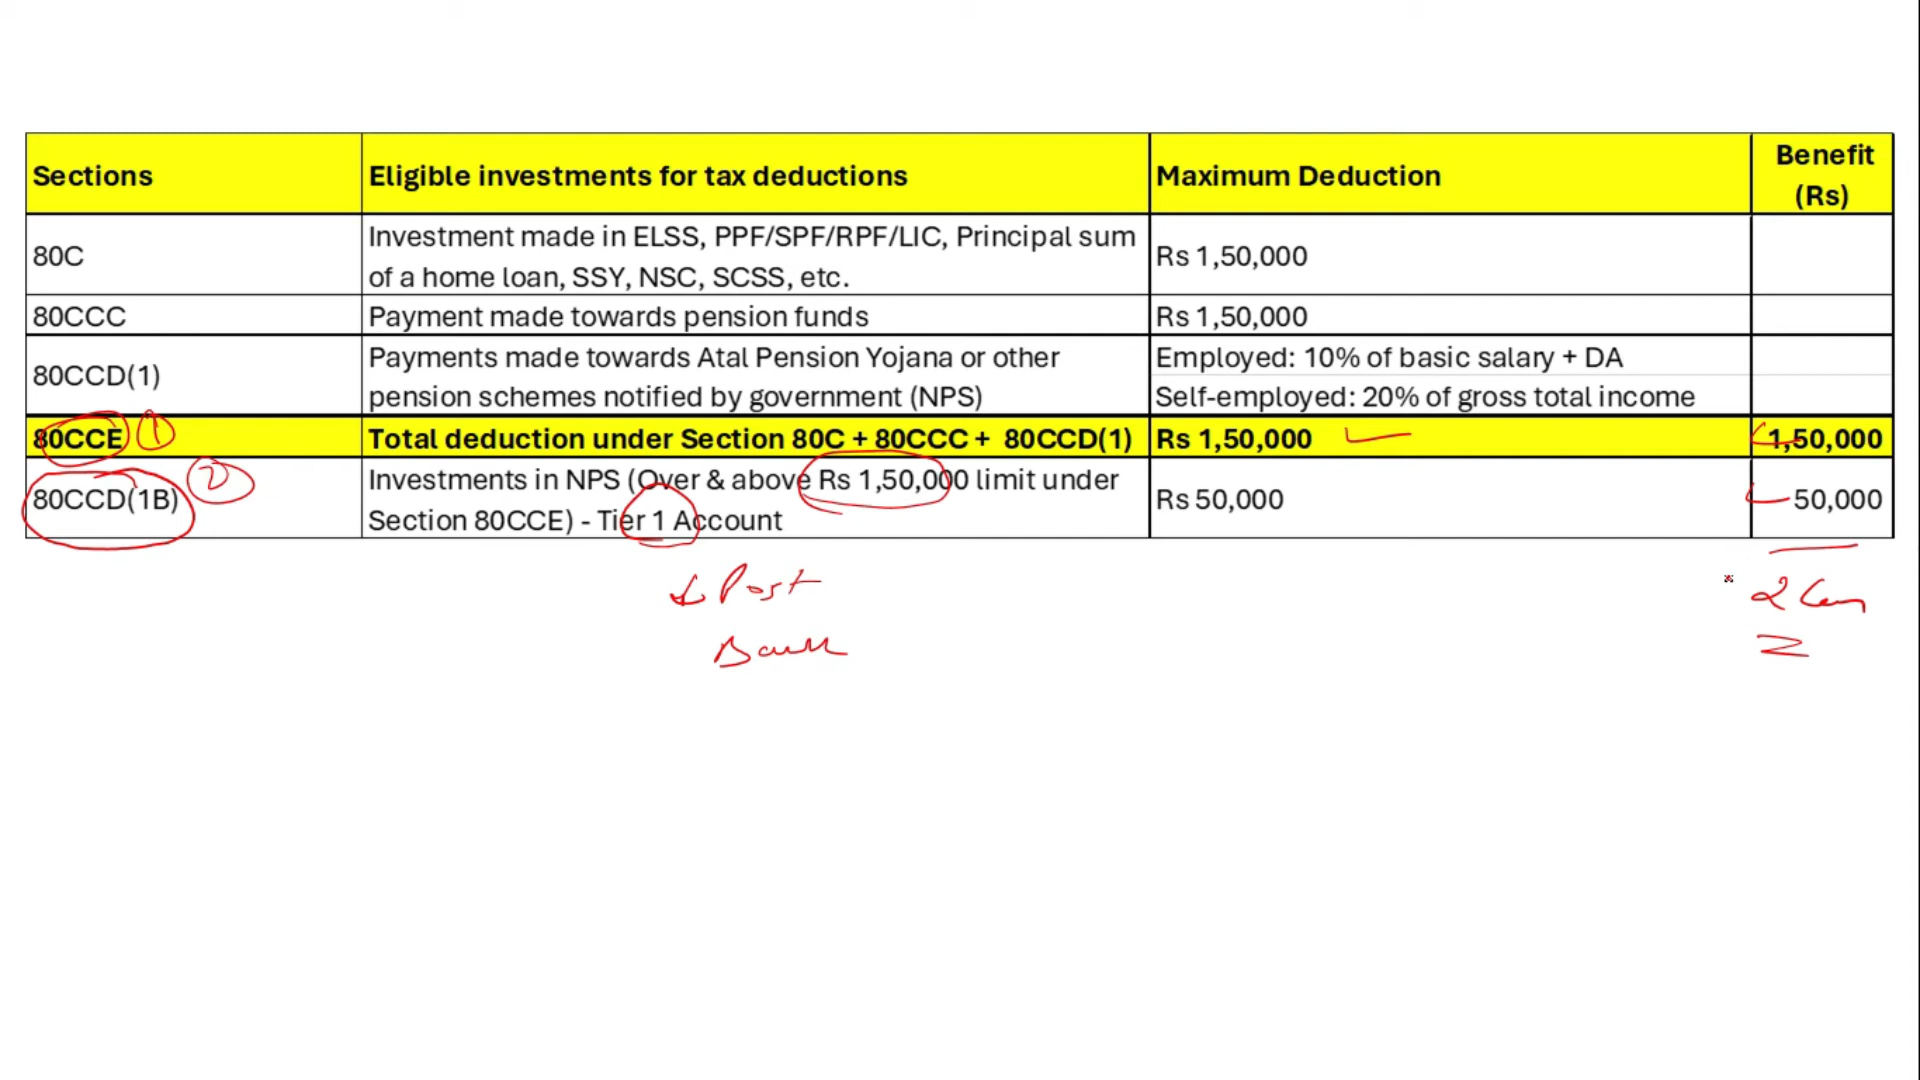 Sections Eligible investments for tax deductions Maximum Deduction Benefit (Rs)
80C Investment made in ELSS, PPF/SPF/RPF/LIC, Principal sum of a home loan, SSY, NSC, SCSS, etc. Rs 1,50,000
80CCC Payment made towards pension funds Rs 1,50,000
80CCD(1) Payments made towards Atal Pension Yojana or other pension schemes notified by government (NPS) Employed: 10% of basic salary + DA
Self-employed: 20% of gross total income
80CCE ① Total deduction under Section 80C + 80CCC + 80CCD(1) Rs 1,50,000 1,50,000
80CCD(1B) ② Investments in NPS (Over & above Rs 1,50,000 limit under Section 80CCE) - Tier 1 Account Rs 50,000 50,000
Post
Bank
2